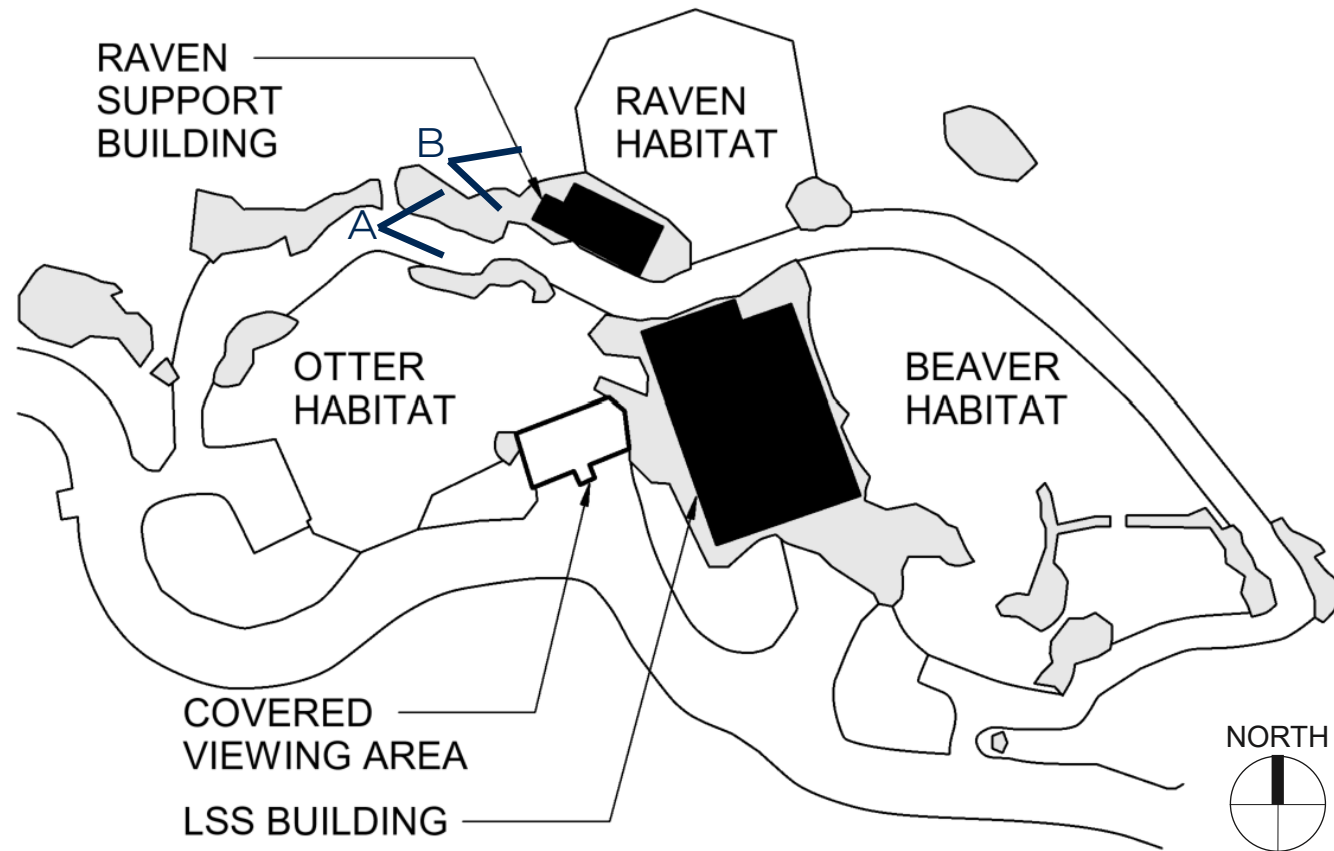 RAVEN
SUPPORT
BUILDING
RAVEN
HABITAT
B
A
OTTER
HABITAT
BEAVER
HABITAT
COVERED
VIEWING AREA
LSS BUILDING
NORTH